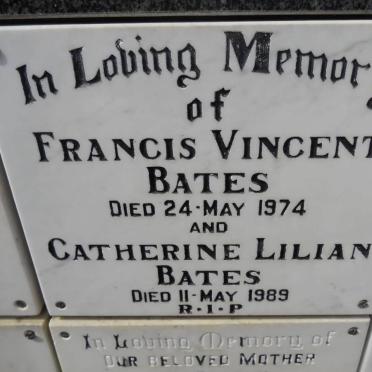 In Loving Memory
of
FRANCIS VINCENT
BATES
DIED 24·MAY 1974
AND
CATHERINE LILIAN
BATES
DIED 11·MAY 1989
R·I·P
In Loving Memory of
OUR BELOVED MOTHER